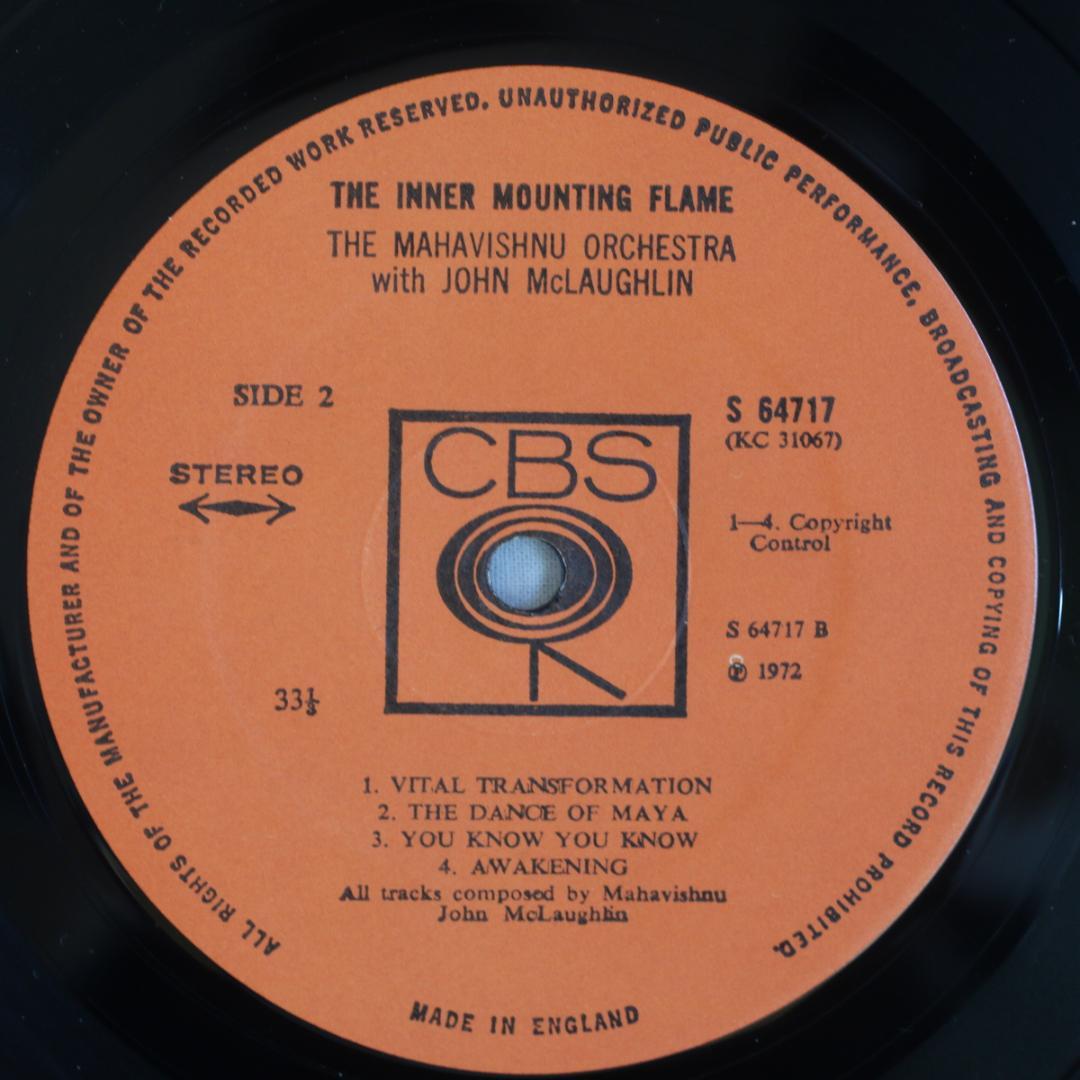 ALL RIGHTS OF THE MANUFACTURER AND OF THE OWNER OF THE RECORDED WORK RESERVED. UNAUTHORIZED PUBLIC PERFORMANCE, BROADCASTING AND COPYING OF THIS RECORD PROHIBITED.
THE INNER MOUNTING FLAME
THE MAHAVISHNU ORCHESTRA
with JOHN McLAUGHLIN
SIDE 2
STEREO
33⅓
CBS
S 64717
(KC 31067)
1—4. Copyright
Control
S 64717 B
℗ 1972
1. VITAL TRANSFORMATION
2. THE DANCE OF MAYA
3. YOU KNOW YOU KNOW
4. AWAKENING
All tracks composed by Mahavishnu
John McLaughlin
MADE IN ENGLAND